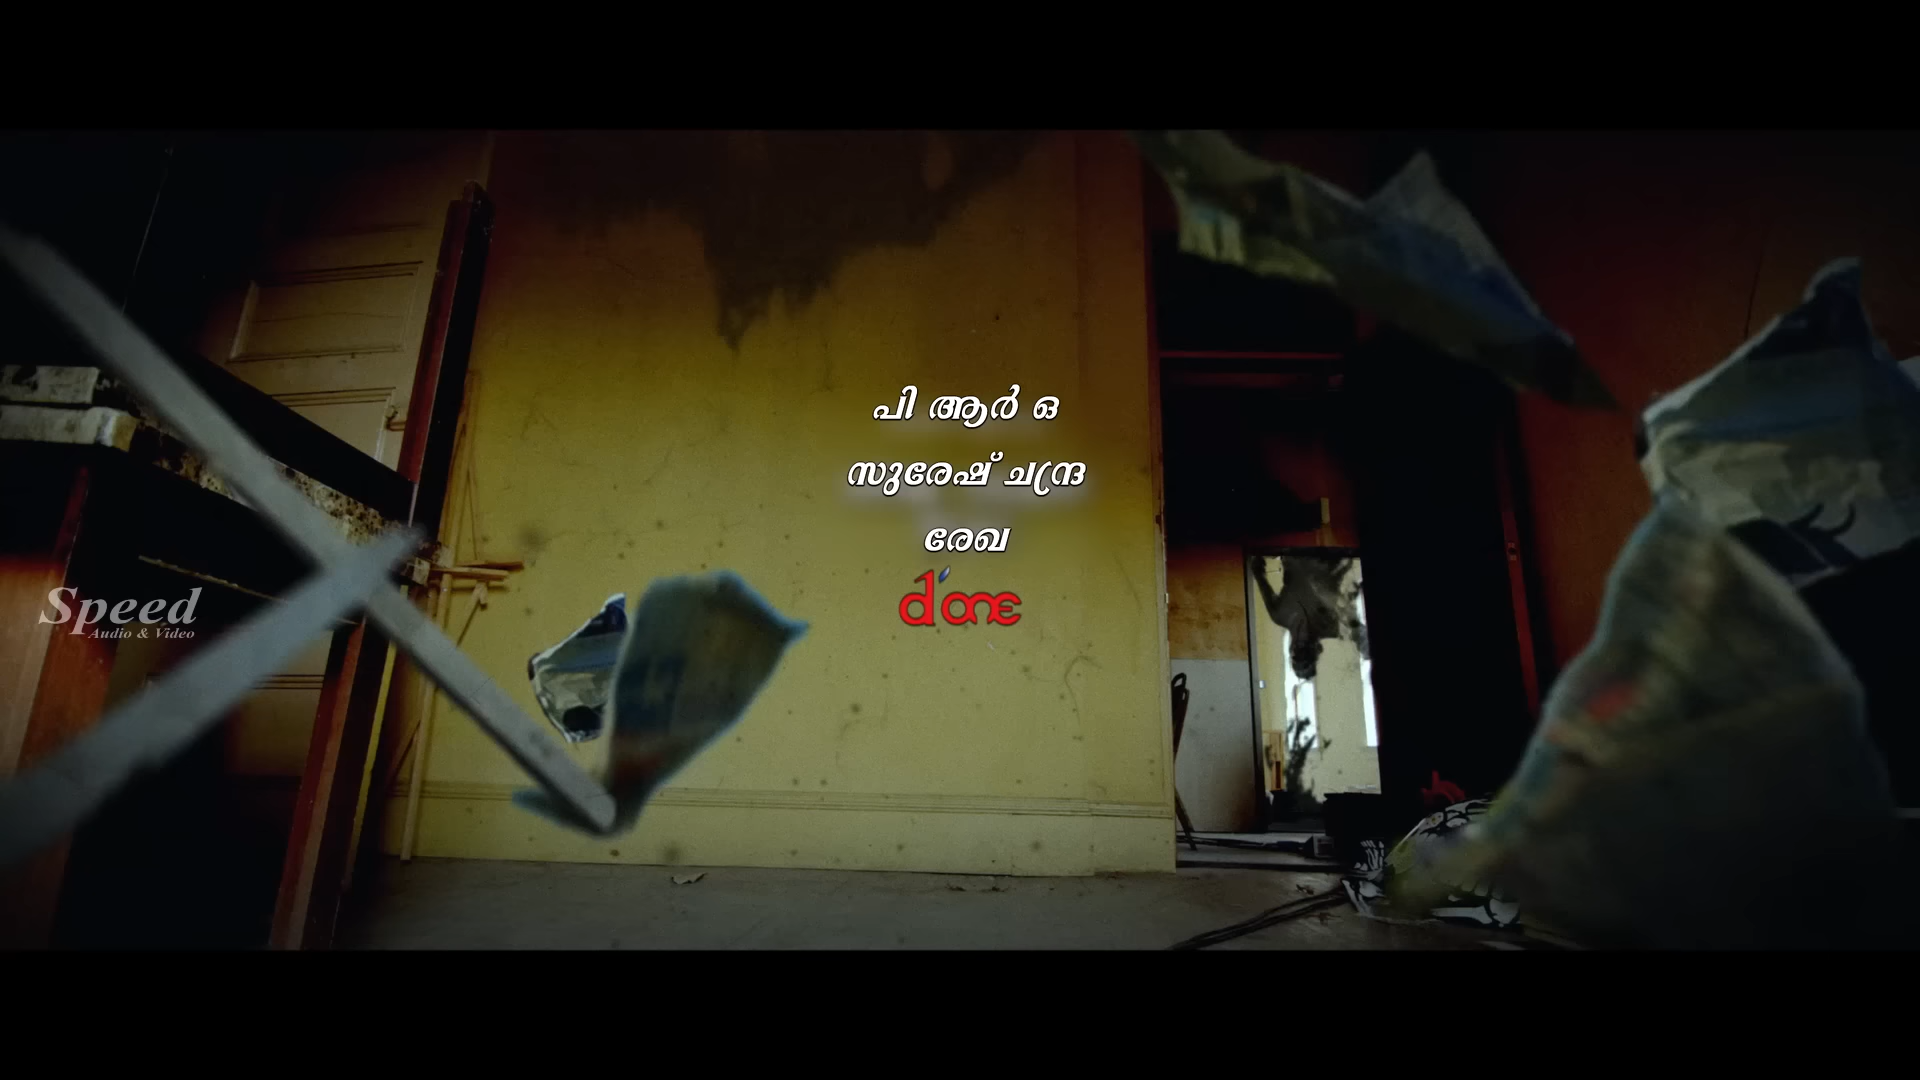 പി ആർ ഒ
സുരേഷ് ചന്ദ്ര
രേഖ
d'one
Speed
Audio & Video